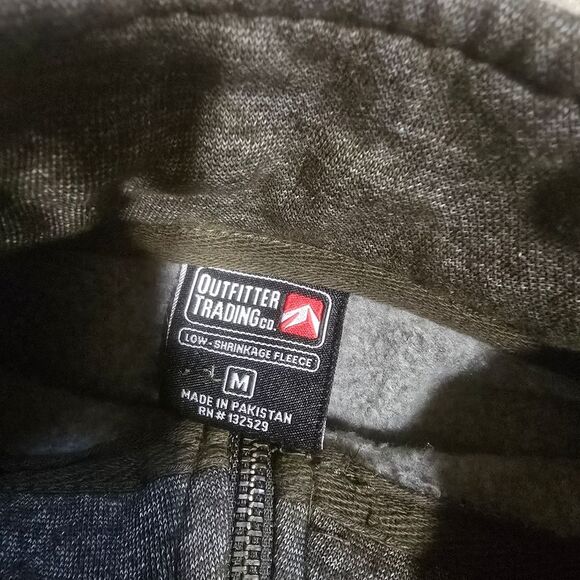 OUTFITTER
TRADING CO.
LOW-SHRINKAGE FLEECE
M
MADE IN PAKISTAN
RN# 132529